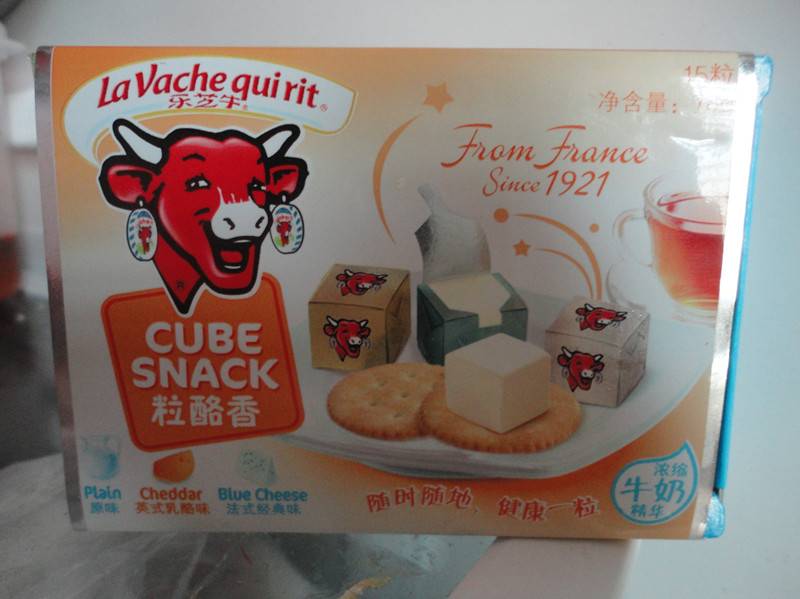 La Vache qui rit
乐芝牛
15粒
净含量:
From France
Since 1921
CUBE
SNACK
粒酪香
Plain
原味
Cheddar
英式乳酪味
Blue Cheese
法式经典味
随时随地, 健康一粒
浓缩
牛奶
精华